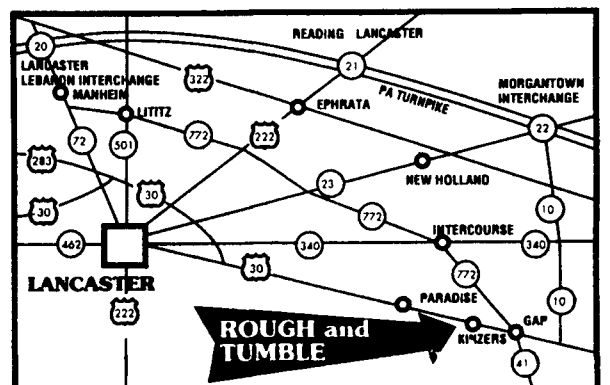 READING LANCASTER
20
21
LANCASTER
LEBARON INTERCHANGE
MANHEIM
322
PA TURNPIKE
MORGANTOWN
INTERCHANGE
EPHRATA
LITITZ
22
72
501
772
222
283
NEW HOLLAND
23
30
30
772
10
INTERCOURSE
462
340
340
LANCASTER
30
772
222
PARADISE
10
ROUGH and
TUMBLE
KINZERS
GAP
41